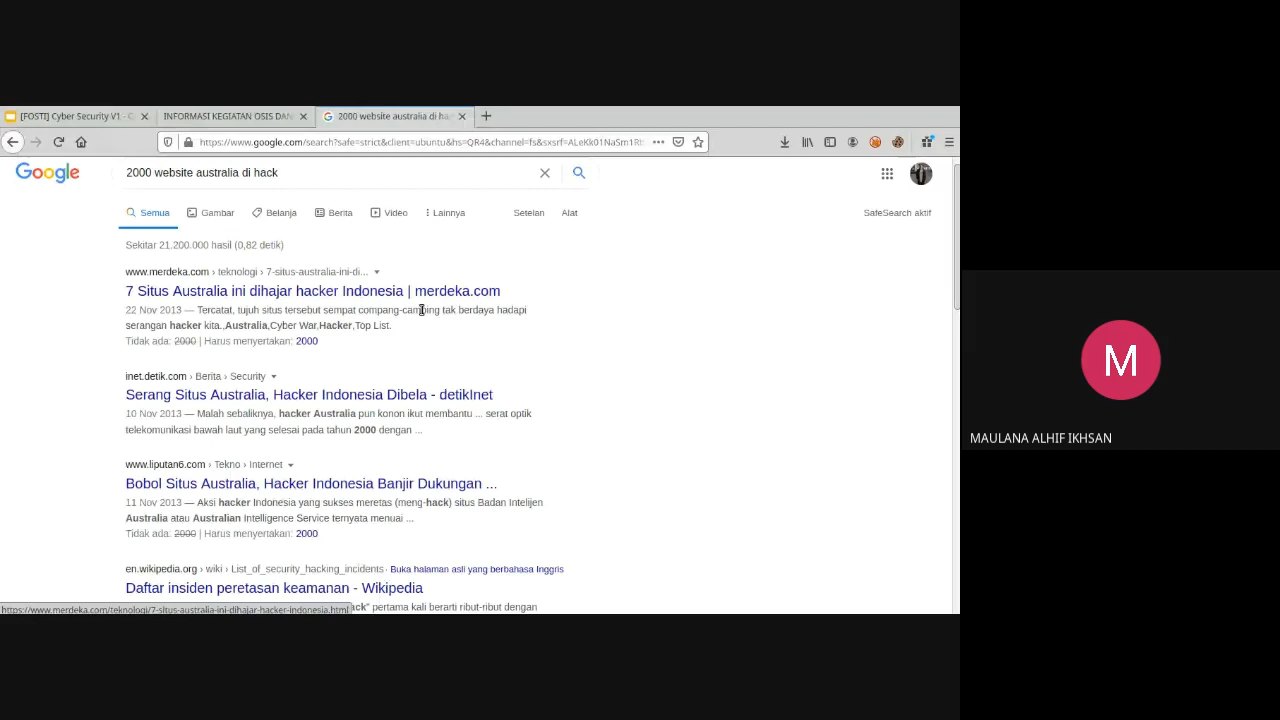 [FOSTI] Cyber Security V1 - G
INFORMASI KEGIATAN OSIS DAN
2000 website australia di ha
https://www.google.com/search?safe=strict&client=ubuntu&hs=QR4&channel=fs&sxsrf=ALeKk01NaSm1R
Google
2000 website australia di hack
Semua
Gambar
Belanja
Berita
Video
Lainnya
Setelan
Alat
SafeSearch aktif
Sekitar 21.200.000 hasil (0,82 detik)
www.merdeka.com › teknologi › 7-situs-australia-ini-di...
7 Situs Australia ini dihajar hacker Indonesia | merdeka.com
22 Nov 2013 — Tercatat, tujuh situs tersebut sempat compang-camping tak berdaya hadapi
serangan hacker kita.,Australia,Cyber War,Hacker,Top List.
Tidak ada: 2000 | Harus menyertakan: 2000
inet.detik.com › Berita › Security
Serang Situs Australia, Hacker Indonesia Dibela - detikInet
10 Nov 2013 — Malah sebaliknya, hacker Australia pun konon ikut membantu ... serat optik
telekomunikasi bawah laut yang selesai pada tahun 2000 dengan ...
www.liputan6.com › Tekno › Internet
Bobol Situs Australia, Hacker Indonesia Banjir Dukungan ...
11 Nov 2013 — Aksi hacker Indonesia yang sukses meretas (meng-hack) situs Badan Intelijen
Australia atau Australian Intelligence Service ternyata menuai ...
Tidak ada: 2000 | Harus menyertakan: 2000
en.wikipedia.org › wiki › List_of_security_hacking_incidents · Buka halaman asli yang berbahasa Inggris
Daftar insiden peretasan keamanan - Wikipedia
ack" pertama kali berarti ribut-ribut dengan
https://www.merdeka.com/teknologi/7-situs-australia-ini-dihajar-hacker-indonesia.html
M
MAULANA ALHIF IKHSAN